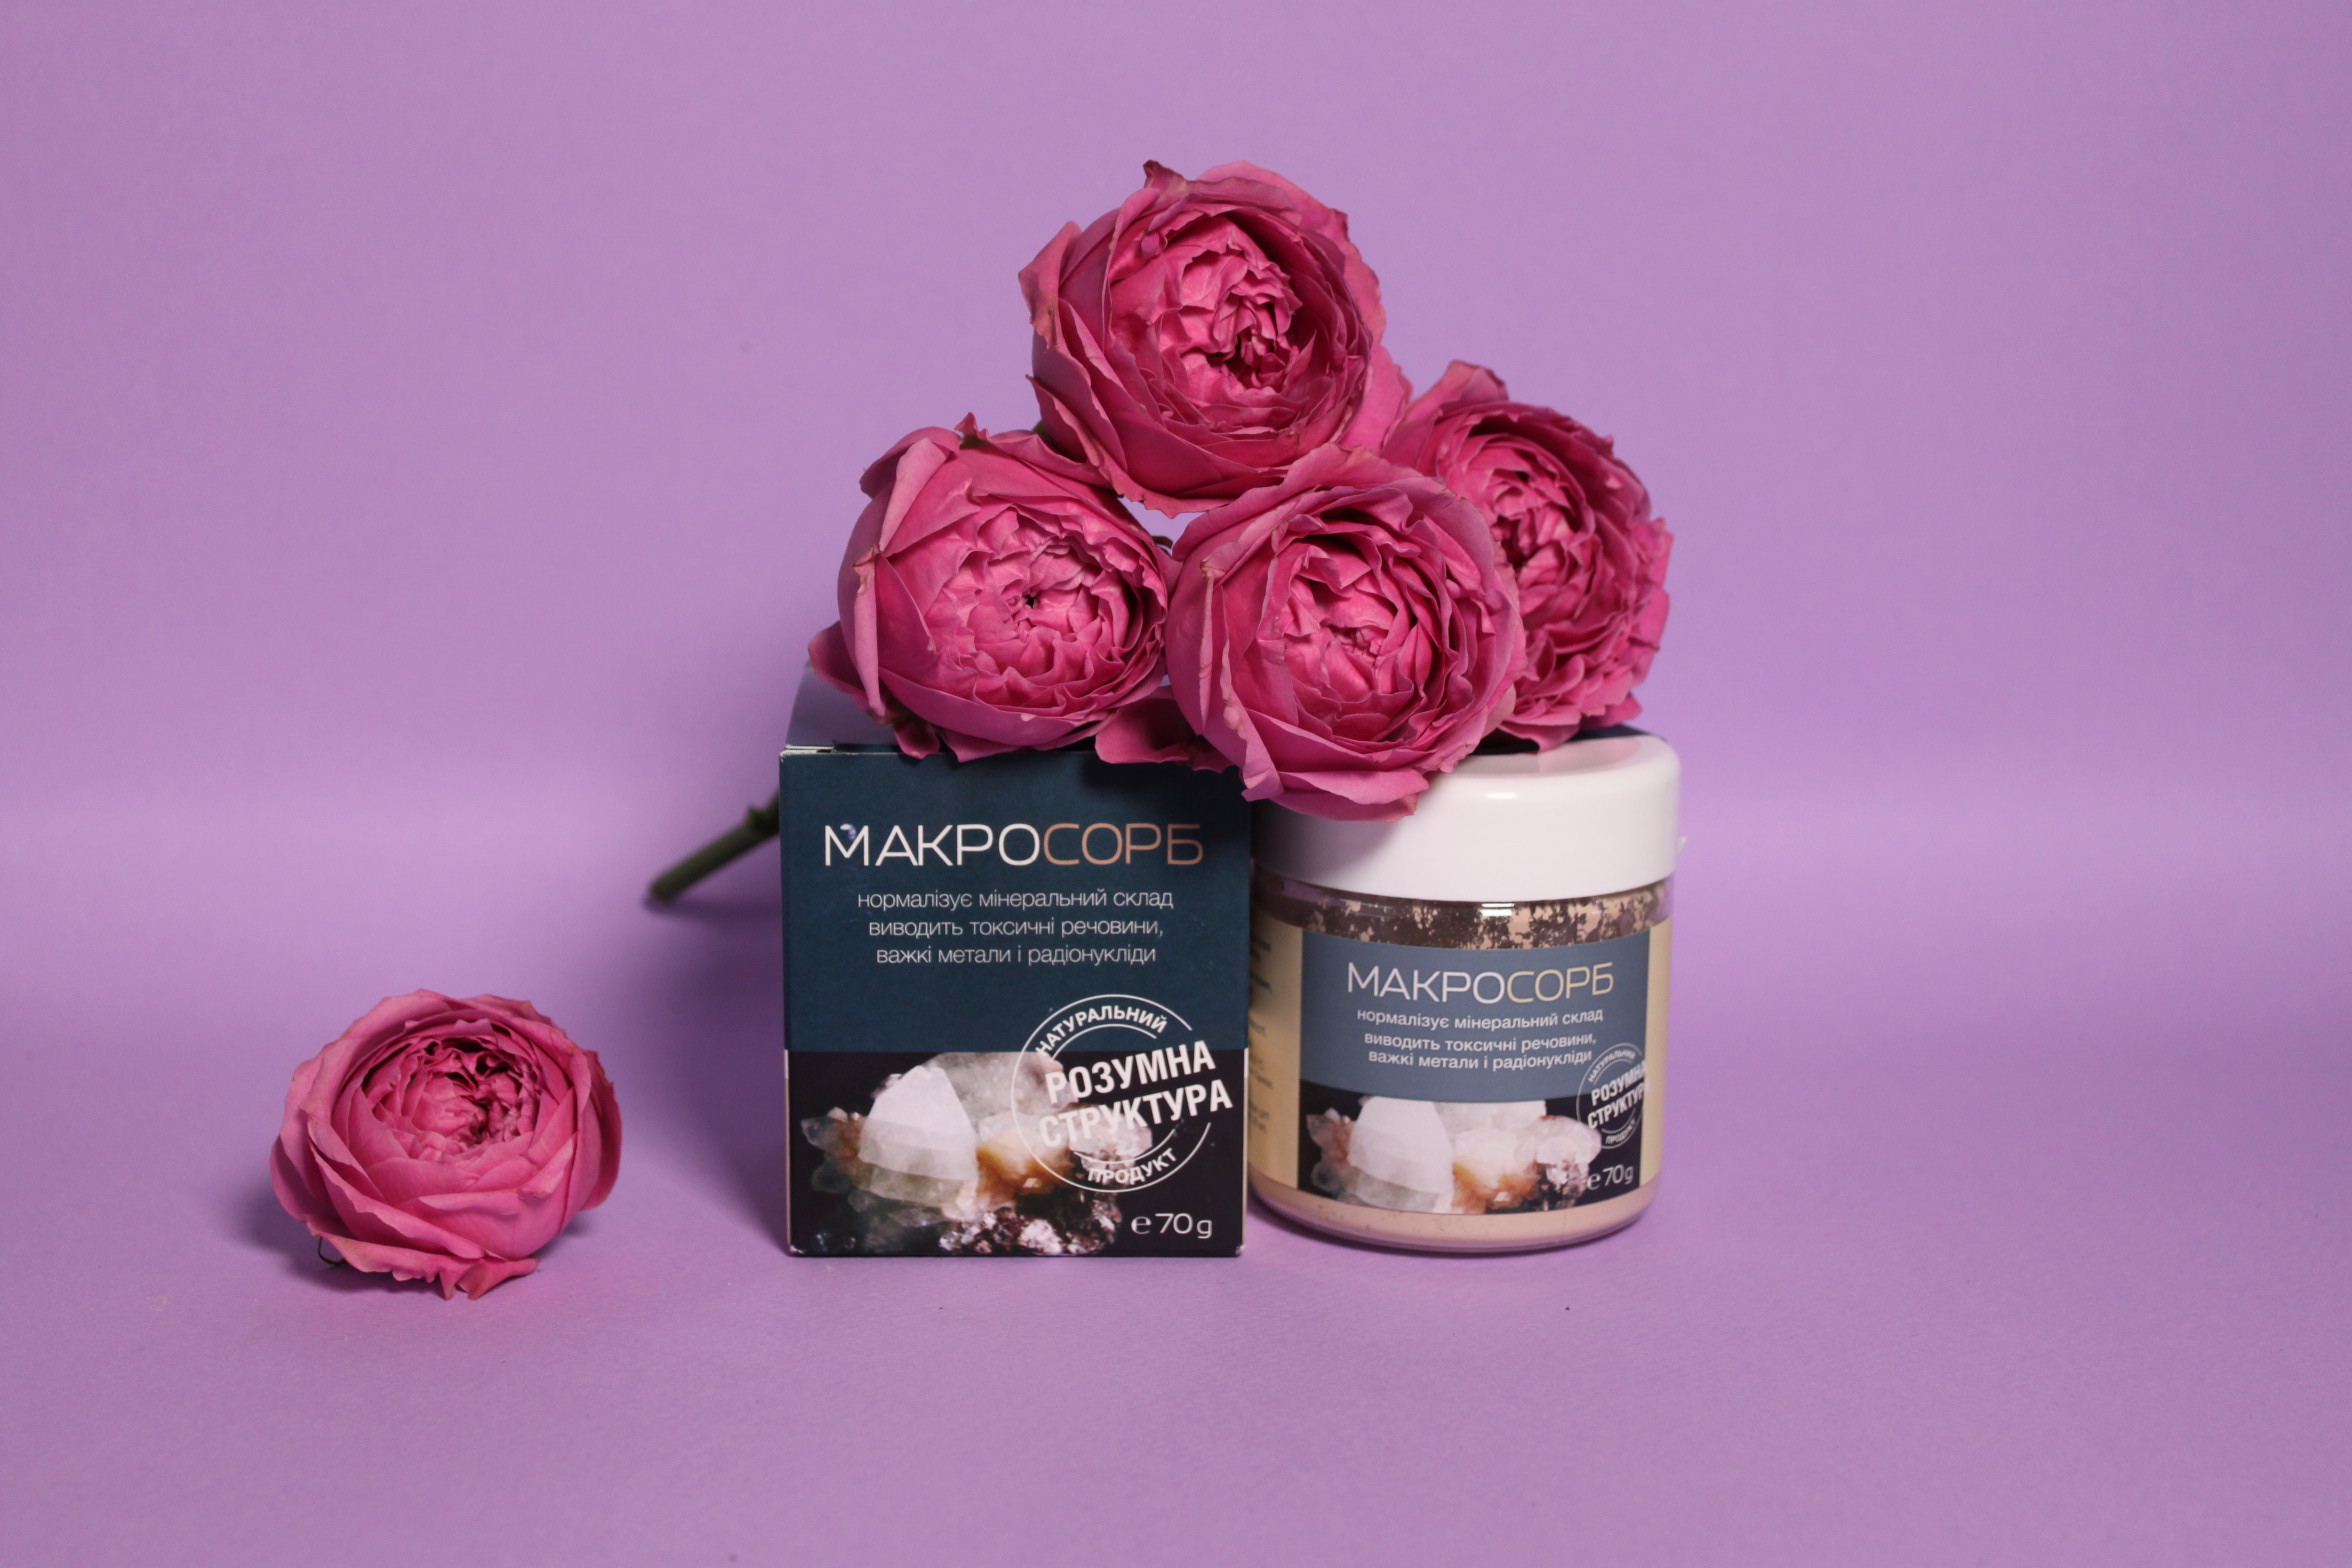 МАКРОСОРБ
нормалізує мінеральний склад
виводить токсичні речовини,
важкі метали і радіонукліди
НАТУРАЛЬНИЙ
РОЗУМНА
СТРУКТУРА
ПРОДУКТ
℮70g
МАКРОСОРБ
нормалізує мінеральний склад
виводить токсичні речовини,
важкі метали і радіонукліди
НАТУРАЛЬНИЙ
РОЗУМНА
СТРУКТУРА
ПРОДУКТ
℮70g